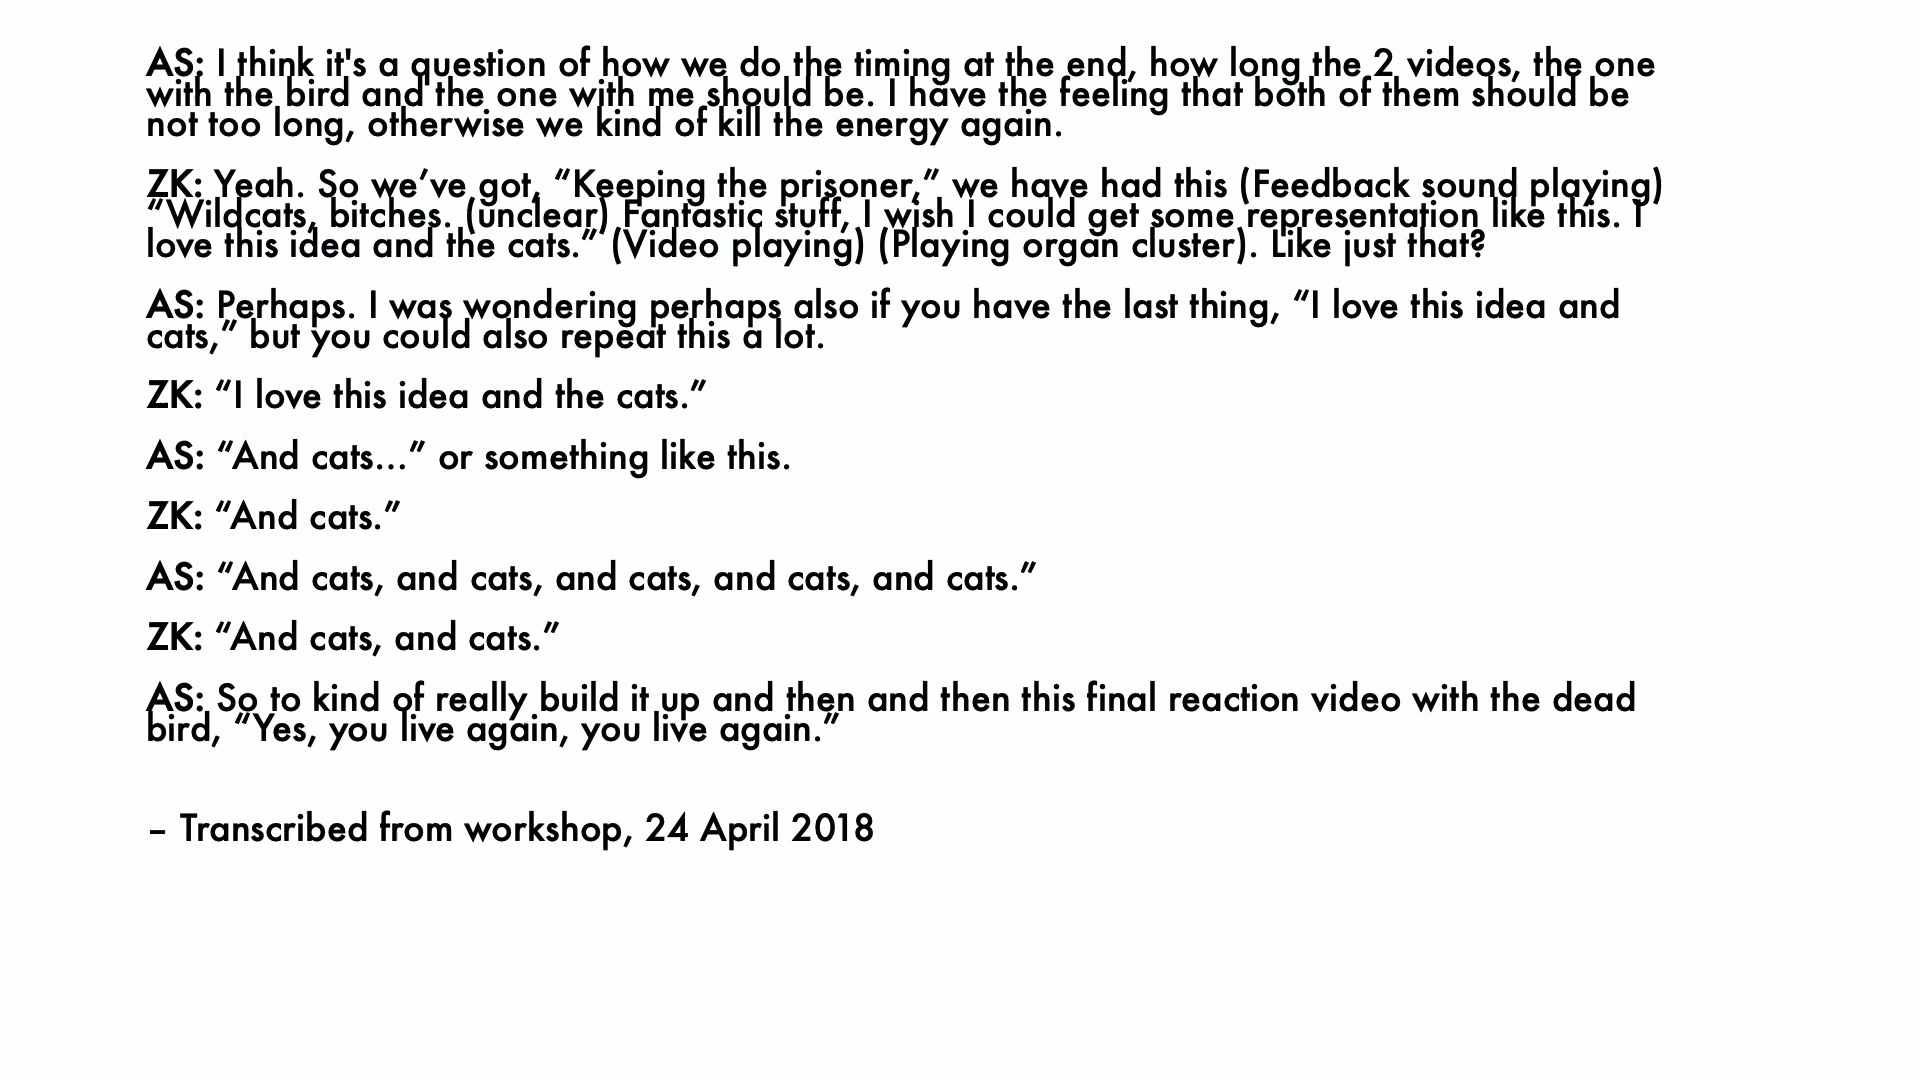 AS: I think it's a question of how we do the timing at the end, how long the 2 videos, the one
with the bird and the one with me should be. I have the feeling that both of them should be
not too long, otherwise we kind of kill the energy again.
ZK: Yeah. So we’ve got, “Keeping the prisoner,” we have had this (Feedback sound playing)
“Wildcats, bitches. (unclear) Fantastic stuff, I wish I could get some representation like this. I
love this idea and the cats.” (Video playing) (Playing organ cluster). Like just that?
AS: Perhaps. I was wondering perhaps also if you have the last thing, “I love this idea and
cats,” but you could also repeat this a lot.
ZK: “I love this idea and the cats.”
AS: “And cats…” or something like this.
ZK: “And cats.”
AS: “And cats, and cats, and cats, and cats, and cats.”
ZK: “And cats, and cats.”
AS: So to kind of really build it up and then and then this final reaction video with the dead
bird, “Yes, you live again, you live again.”
– Transcribed from workshop, 24 April 2018